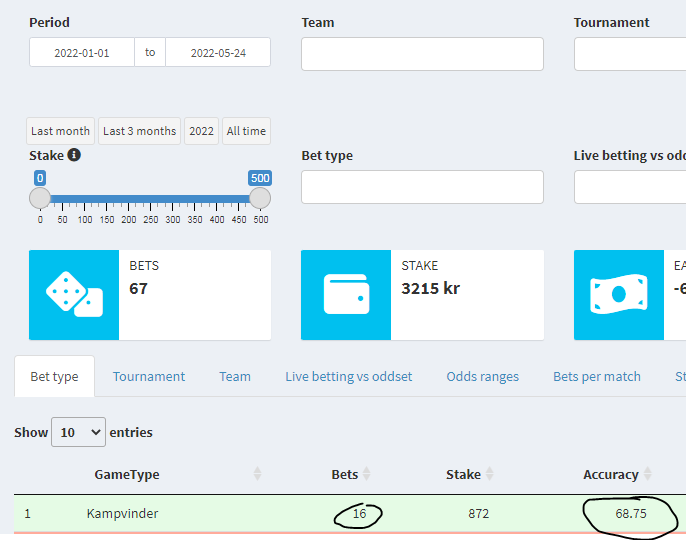 Period Team Tournament
2022-01-01 to 2022-05-24
Last month Last 3 months 2022 All time
Stake Bet type Live betting vs odd
0 500
0 50 100 150 200 250 300 350 400 450 500
BETS STAKE EA
67 3215 kr -6
Bet type Tournament Team Live betting vs oddset Odds ranges Bets per match St
Show 10 entries
GameType Bets Stake Accuracy
1 Kampvinder 16 872 68.75